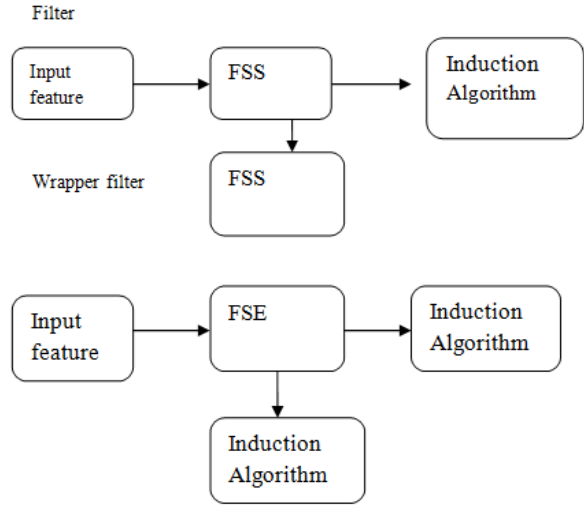 Filter
Input
feature
FSS
Induction
Algorithm
Wrapper filter
FSS
Input
feature
FSE
Induction
Algorithm
Induction
Algorithm